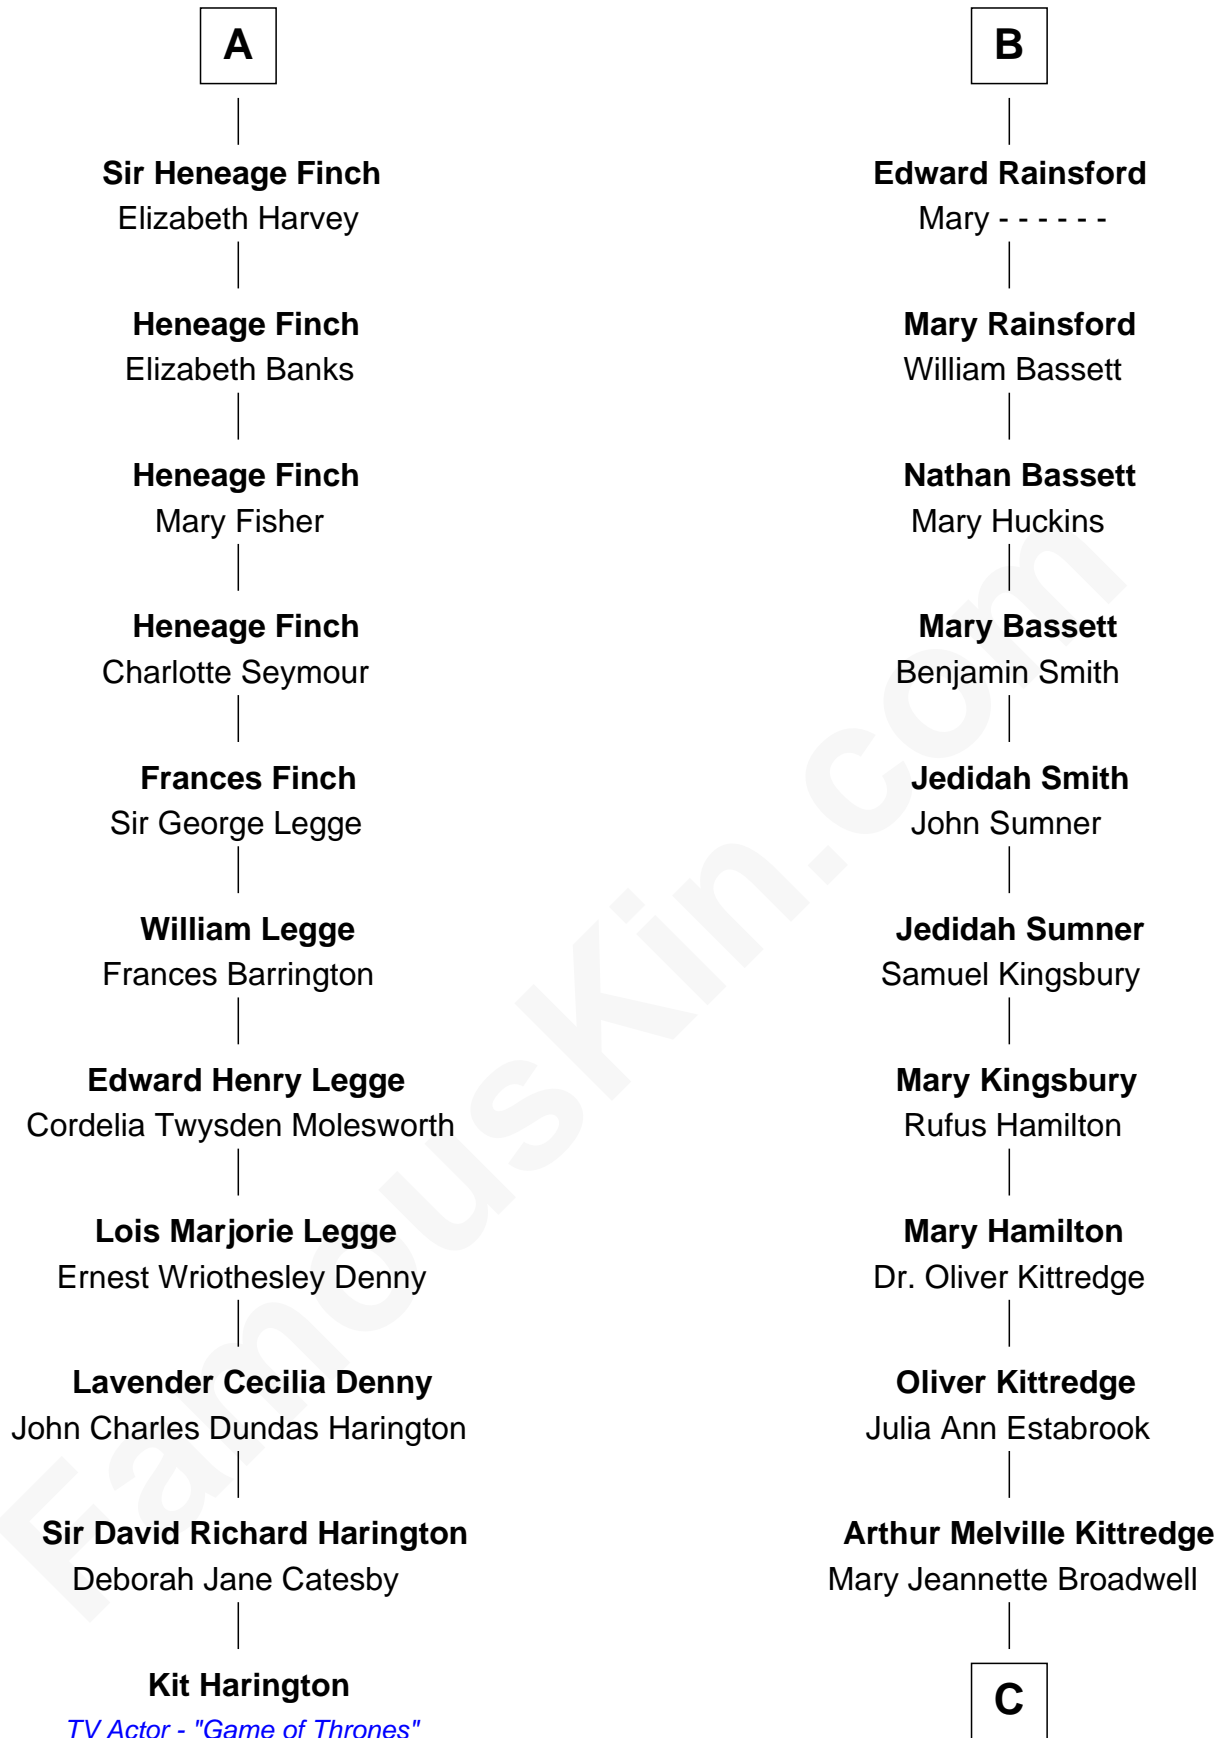 A
Sir Heneage Finch
Elizabeth Harvey
Heneage Finch
Elizabeth Banks
Heneage Finch
Mary Fisher
Heneage Finch
Charlotte Seymour
Frances Finch
Sir George Legge
William Legge
Frances Barrington
Edward Henry Legge
Cordelia Twysden Molesworth
Lois Marjorie Legge
Ernest Wriothesley Denny
Lavender Cecilia Denny
John Charles Dundas Harington
Sir David Richard Harington
Deborah Jane Catesby
Kit Harington
TV Actor - "Game of Thrones"
B
Edward Rainsford
Mary - - - - - -
Mary Rainsford
William Bassett
Nathan Bassett
Mary Huckins
Mary Bassett
Benjamin Smith
Jedidah Smith
John Sumner
Jedidah Sumner
Samuel Kingsbury
Mary Kingsbury
Rufus Hamilton
Mary Hamilton
Dr. Oliver Kittredge
Oliver Kittredge
Julia Ann Estabrook
Arthur Melville Kittredge
Mary Jeannette Broadwell
C
FamousKin.com